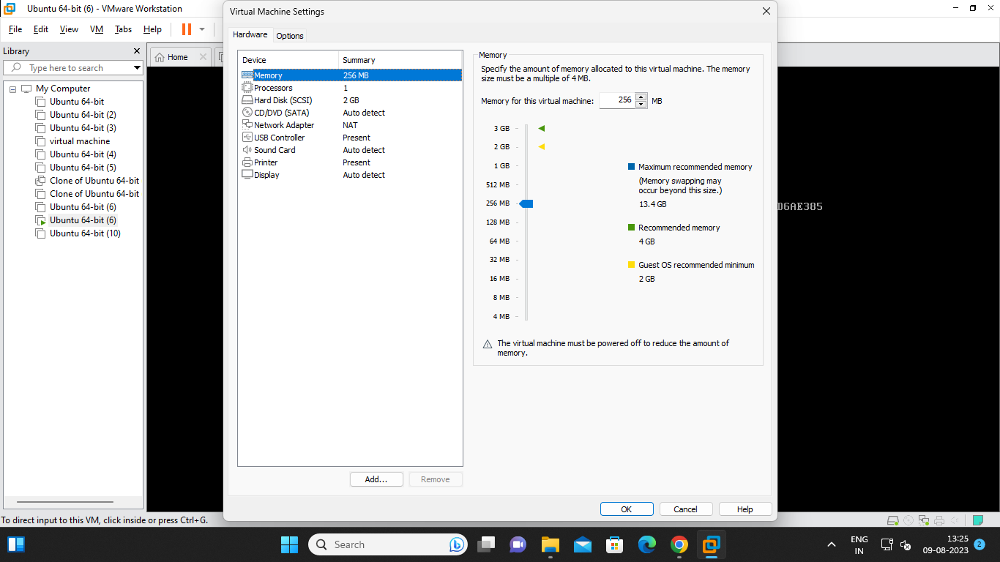 Ubuntu 64-bit (6) - VMware Workstation
File Edit View VM Tabs Help
Library
Type here to search
My Computer
Ubuntu 64-bit
Ubuntu 64-bit (2)
Ubuntu 64-bit (3)
virtual machine
Ubuntu 64-bit (4)
Ubuntu 64-bit (5)
Clone of Ubuntu 64-bit
Clone of Ubuntu 64-bit
Ubuntu 64-bit (6)
Ubuntu 64-bit (6)
Ubuntu 64-bit (10)
Home
D6AE385
Virtual Machine Settings
Hardware Options
Device Summary
Memory 256 MB
Processors 1
Hard Disk (SCSI) 2 GB
CD/DVD (SATA) Auto detect
Network Adapter NAT
USB Controller Present
Sound Card Auto detect
Printer Present
Display Auto detect
Add... Remove
Memory
Specify the amount of memory allocated to this virtual machine. The memory
size must be a multiple of 4 MB.
Memory for this virtual machine: 256 MB
3 GB
2 GB
1 GB
512 MB
256 MB
128 MB
64 MB
32 MB
16 MB
8 MB
4 MB
Maximum recommended memory
(Memory swapping may
occur beyond this size.)
13.4 GB
Recommended memory
4 GB
Guest OS recommended minimum
2 GB
The virtual machine must be powered off to reduce the amount of
memory.
OK Cancel Help
To direct input to this VM, click inside or press Ctrl+G.
Search
ENG
IN
13:25
09-08-2023
2